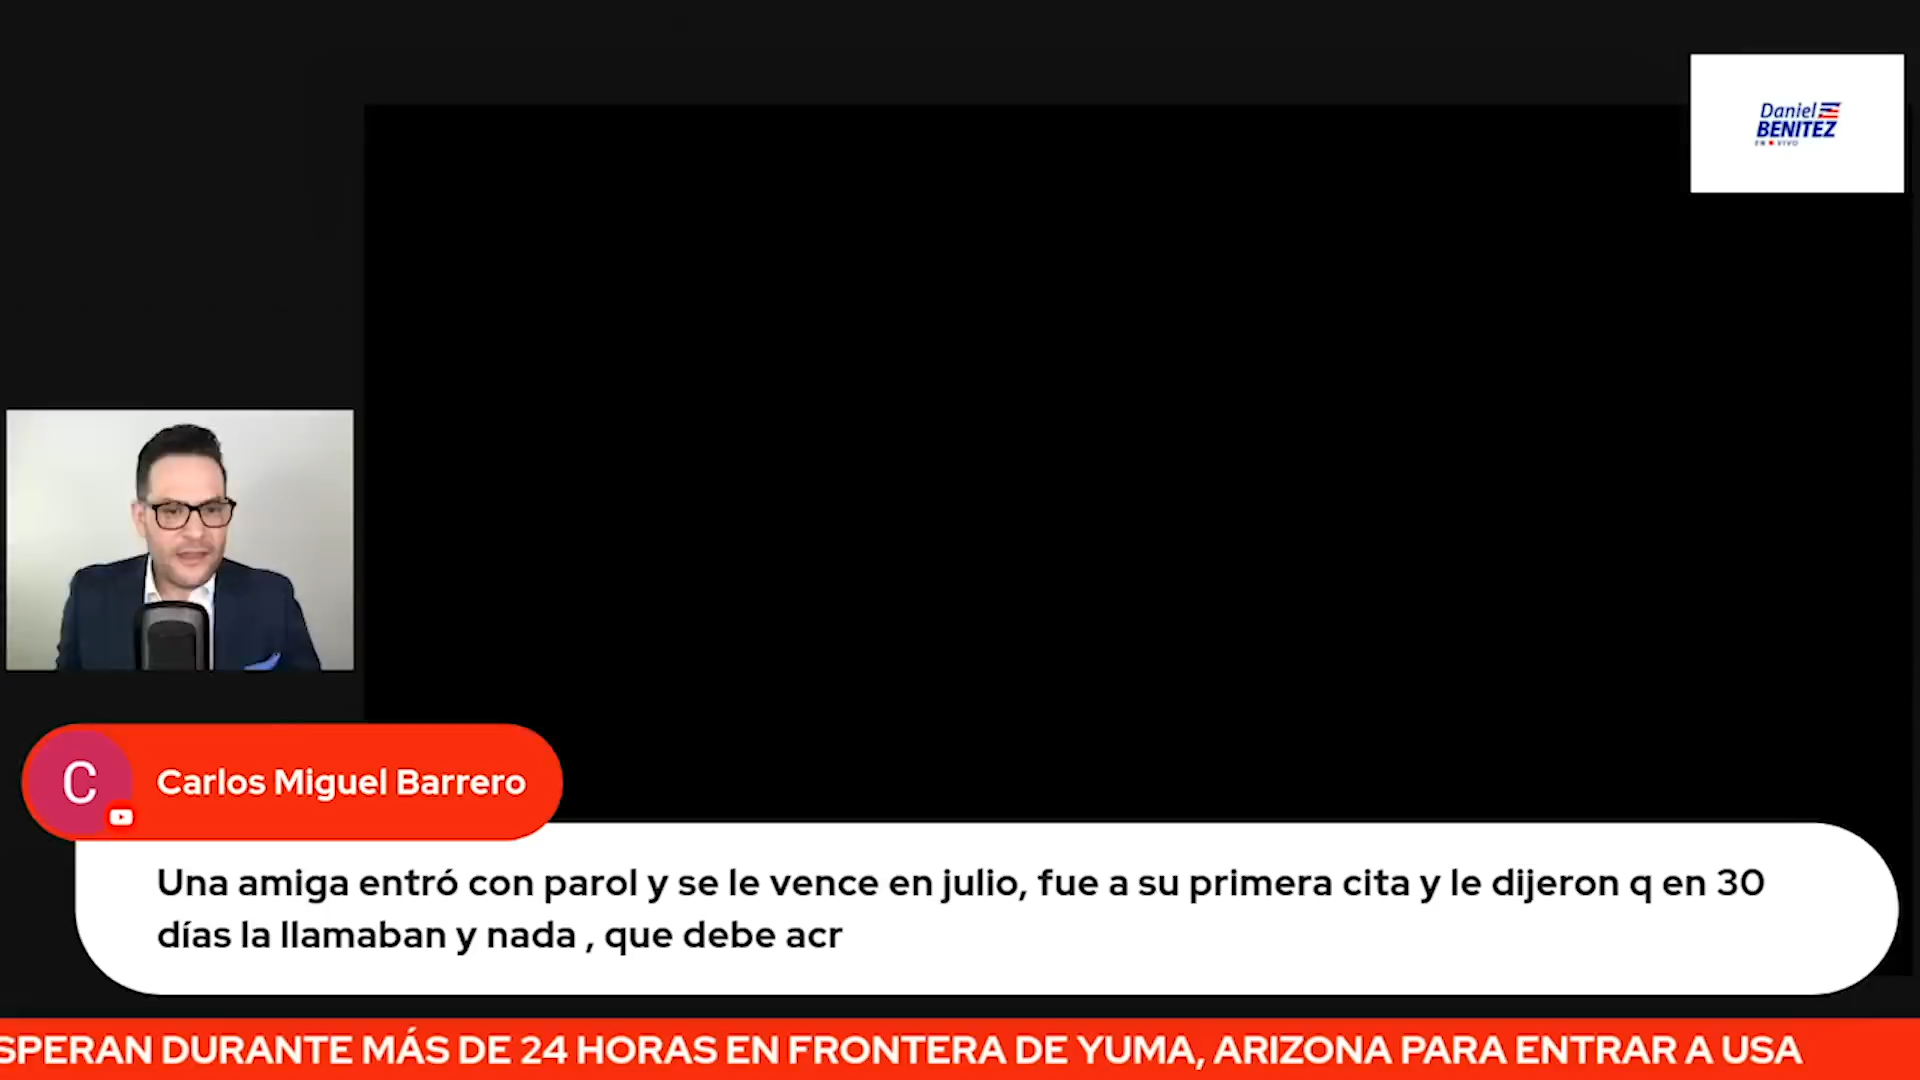 Daniel
BENITEZ
EN VIVO
C
Carlos Miguel Barrero
Una amiga entró con parol y se le vence en julio, fue a su primera cita y le dijeron q en 30
días la llamaban y nada , que debe acr
SPERAN DURANTE MÁS DE 24 HORAS EN FRONTERA DE YUMA, ARIZONA PARA ENTRAR A USA